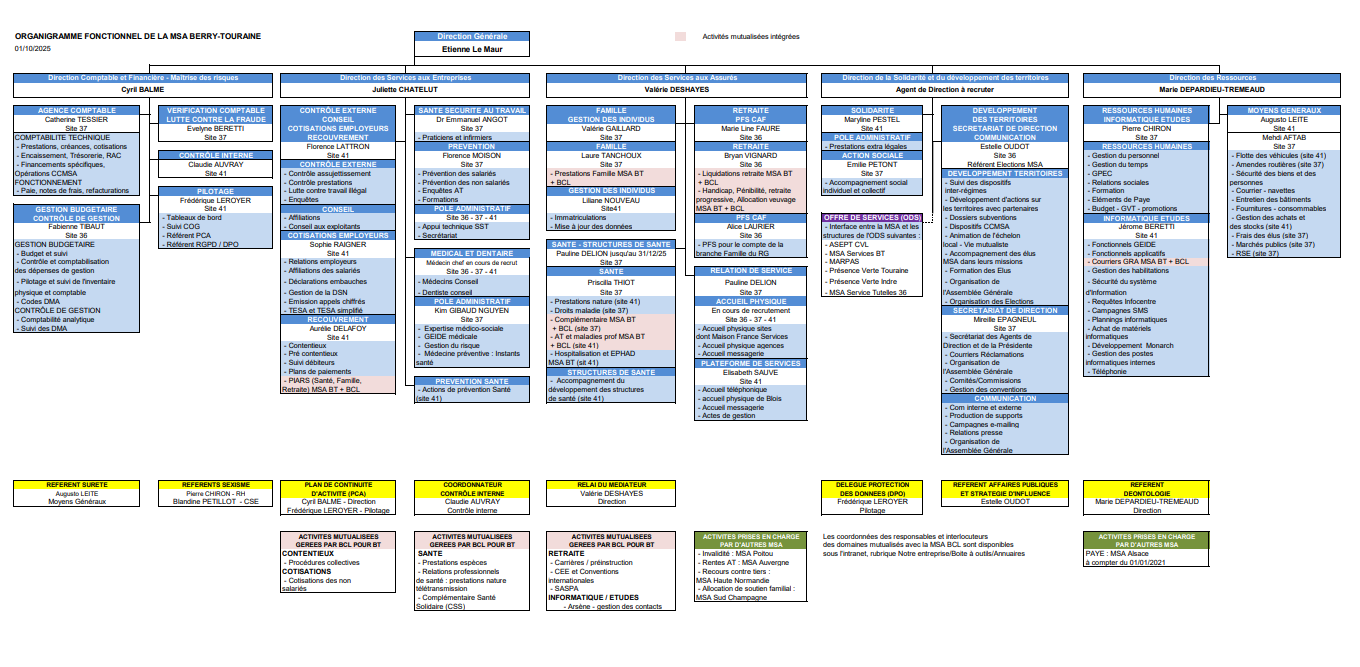 ORGANIGRAMME FONCTIONNEL DE LA MSA BERRY-TOURAINE
01/10/2025
Direction Générale
Etienne Le Maur
Activités mutualisées intégrées
Direction Comptable et Financière - Maîtrise des risques
Cyril BALME
AGENCE COMPTABLE
Catherine TESSIER
Site 37
COMPTABILITE TECHNIQUE
- Prestations, créances, cotisations
- Encaissement, Trésorerie, RAC
- Financements spécifiques,
Opérations CCMSA
FONCTIONNEMENT
- Paie, notes de frais, refacturations
GESTION BUDGETAIRE
CONTRÔLE DE GESTION
Fabienne TIBAUT
Site 36
GESTION BUDGETAIRE
- Budget et suivi
- Contrôle et comptabilisation
des dépenses de gestion
- Pilotage et suivi de l'inventaire
physique et comptable
- Codes DMA
CONTRÔLE DE GESTION
- Comptabilité analytique
- Suivi des DMA
VERIFICATION COMPTABLE
LUTTE CONTRE LA FRAUDE
Evelyne BERETTI
Site 37
CONTRÔLE INTERNE
Claudie AUVRAY
Site 41
PILOTAGE
Frédérique LEROYER
Site 41
- Tableaux de bord
- Suivi COG
- Référent PCA
- Référent RGPD / DPO
Direction des Services aux Entreprises
Juliette CHATELUT
CONTRÔLE EXTERNE
CONSEIL
COTISATIONS EMPLOYEURS
RECOUVREMENT
Florence LATTRON
Site 41
CONTRÔLE EXTERNE
- Contrôle assujettissement
- Contrôle prestations
- Lutte contre travail illégal
- Enquêtes
CONSEIL
- Affiliations
- Conseil aux exploitants
COTISATIONS EMPLOYEURS
Sophie RAIGNER
Site 41
- Relations employeurs
- Affiliations des salariés
- Déclarations embauches
- Gestion de la DSN
- Emission appels chiffrés
- TESA et TESA simplifié
RECOUVREMENT
Aurélie DELAFOY
Site 41
- Contentieux
- Pré contentieux
- Suivi débiteurs
- Plans de paiements
- PIARS (Santé, Famille,
Retraite) MSA BT + BCL
SANTE SECURITE AU TRAVAIL
Dr Emmanuel ANGOT
Site 37
- Praticiens et infirmiers
PREVENTION
Florence MOISON
Site 37
- Prévention des salariés
- Prévention des non salariés
- Enquêtes AT
- Formations
POLE ADMINISTRATIF
Site 36 - 37 - 41
- Appui technique SST
- Secrétariat
MEDICAL ET DENTAIRE
Médecin chef en cours de recrut
Site 36 - 37 - 41
- Médecins Conseil
- Dentiste conseil
POLE ADMINISTRATIF
Kim GIBAUD NGUYEN
Site 37
- Expertise médico-sociale
- GEIDE médicale
- Gestion du risque
- Médecine préventive : Instants
santé
PREVENTION SANTE
- Actions de prévention Santé
(site 41)
Direction des Services aux Assurés
Valérie DESHAYES
FAMILLE
GESTION DES INDIVIDUS
Valérie GAILLARD
Site 37
FAMILLE
Laure TANCHOUX
Site 37
- Prestations Famille MSA BT
+ BCL
GESTION DES INDIVIDUS
Liliane NOUVEAU
Site41
- Immatriculations
- Mise à jour des données
SANTE - STRUCTURES DE SANTE
Pauline DELION jusqu'au 31/12/25
Site 37
SANTE
Priscilla THIOT
Site 37
- Prestations nature (site 41)
- Droits maladie (site 37)
- Complémentaire MSA BT
+ BCL (site 37)
- AT et maladies prof MSA BT
+ BCL (site 41)
- Hospitalisation et EPHAD
MSA BT (sit 41)
STRUCTURES DE SANTE
- Accompagnement du
développement des structures
de santé (site 41)
RETRAITE
PFS CAF
Marie Line FAURE
Site 36
RETRAITE
Bryan VIGNARD
Site 36
- Liquidations retraite MSA BT
+ BCL
- Handicap, Pénibilité, retraite
progressive, Allocation veuvage
MSA BT + BCL
PFS CAF
Alice LAURIER
Site 36
- PFS pour le compte de la
branche Famille du RG
RELATION DE SERVICE
Pauline DELION
Site 37
ACCUEIL PHYSIQUE
En cours de recrutement
Site 36 - 37 - 41
- Accueil physique sites
dont Maison France Services
- Accueil physique agences
- Accueil messagerie
PLATEFORME DE SERVICES
Elisabeth SAUVE
Site 41
- Accueil téléphonique
- accueil physique de Blois
- Accueil messagerie
- Actes de gestion
Direction de la Solidarité et du développement des territoires
Agent de Direction à recruter
SOLIDARITE
Maryline PESTEL
Site 41
POLE ADMINISTRATIF
- Prestations extra légales
ACTION SOCIALE
Emilie PETONT
Site 37
- Accompagnement social
individuel et collectif
OFFRE DE SERVICES (ODS)
- Interface entre la MSA et les
structures de l'ODS suivantes :
- ASEPT CVL
- MSA Services BT
- MARPAS
- Présence Verte Touraine
- Présence Verte Indre
- MSA Service Tutelles 36
DEVELOPPEMENT
DES TERRITOIRES
SECRETARIAT DE DIRECTION
COMMUNICATION
Estelle OUDOT
Site 36
Référent Elections MSA
DEVELOPPEMENT TERRITOIRES
- Suivi des dispositifs
inter-régimes
- Développement d'actions sur
les territoires avec partenaires
- Dossiers subventions
- Dispositifs CCMSA
- Animation de l'échelon
local - Vie mutualiste
- Accompagnement des élus
MSA dans leurs missions
- Formation des Elus
- Organisation de
l'Assemblée Générale
- Organisation des Elections
SECRETARIAT DE DIRECTION
Mireille EPAGNEUL
Site 37
- Secrétariat des Agents de
Direction et de la Présidente
- Courriers Réclamations
- Organisation de
l'Assemblée Générale
- Comités/Commissions
- Gestion des conventions
COMMUNICATION
- Com interne et externe
- Production de supports
- Campagnes e-mailing
- Relations presse
- Organisation de
l'Assemblée Générale
Direction des Ressources
Marie DEPARDIEU-TREMEAUD
RESSOURCES HUMAINES
INFORMATIQUE ETUDES
Pierre CHIRON
Site 37
RESSOURCES HUMAINES
- Gestion du personnel
- Gestion du temps
- GPEC
- Relations sociales
- Formation
- Eléments de Paye
- Budget - GVT - promotions
INFORMATIQUE ETUDES
Jérome BERETTI
Site 37
- Fonctionnels GEIDE
- Fonctionnels applicatifs
- Courriers GRA MSA BT + BCL
- Gestion des habilitations
- Sécurité du système
d'Information
- Requêtes Infocentre
- Campagnes SMS
- Plannings informatiques
- Achat de matériels
informatiques
- Développement Monarch
- Gestion des postes
informatiques internes
- Téléphonie
MOYENS GENERAUX
Augusto LEITE
Site 41
Mehdi AFTAB
Site 37
- Flotte des véhicules (site 41)
- Amendes routières (site 37)
- Sécurité des biens et des
personnes
- Courrier - navettes
- Entretien des bâtiments
- Fournitures - consommables
- Gestion des achats et
des stocks (site 41)
- Frais des élus (site 37)
- Marchés publics (site 37)
- RSE (site 37)
REFERENT SURETE
Augusto LEITE
Moyens Généraux
REFERENTS SEXISME
Pierre CHIRON - RH
Blandine PETILLOT - CSE
PLAN DE CONTINUITE
D'ACTIVITE (PCA)
Cyril BALME - Direction
Frédérique LEROYER - Pilotage
COORDONNATEUR
CONTRÔLE INTERNE
Claudie AUVRAY
Contrôle interne
RELAI DU MEDIATEUR
Valérie DESHAYES
Direction
DELEGUE PROTECTION
DES DONNEES (DPO)
Frédérique LEROYER
Pilotage
REFERENT AFFAIRES PUBLIQUES
ET STRATEGIE D'INFLUENCE
Estelle OUDOT
REFERENT
DEONTOLOGIE
Marie DEPARDIEU-TREMEAUD
Direction
ACTIVITES MUTUALISEES
GEREES PAR BCL POUR BT
CONTENTIEUX
- Procédures collectives
COTISATIONS
- Cotisations des non
salariés
ACTIVITES MUTUALISEES
GEREES PAR BCL POUR BT
SANTE
- Prestations espèces
- Relations professionnels
de santé : prestations nature
télétransmission
- Complémentaire Santé
Solidaire (CSS)
ACTIVITES MUTUALISEES
GEREES PAR BCL POUR BT
RETRAITE
- Carrières / préinstruction
- CEE et Conventions
internationales
- SASPA
INFORMATIQUE / ETUDES
- Arsène - gestion des contacts
ACTIVITES PRISES EN CHARGE
PAR D'AUTRES MSA
- Invalidité : MSA Poitou
- Rentes AT : MSA Auvergne
- Recours contre tiers :
MSA Haute Normandie
- Allocation de soutien familial :
MSA Sud Champagne
Les coordonnées des responsables et interlocuteurs
des domaines mutualisés avec la MSA BCL sont disponibles
sous l'intranet, rubrique Notre entreprise/Boite à outils/Annuaires
ACTIVITES PRISES EN CHARGE
PAR D'AUTRES MSA
PAYE : MSA Alsace
à compter du 01/01/2021